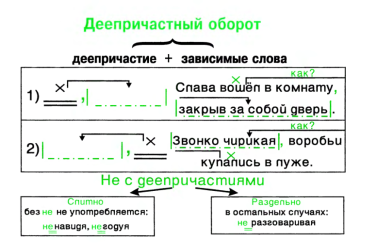 Деепричастный оборот
деепричастие + зависимые слова
как?
1) Слава вошёл в комнату,
закрыв за собой дверь.
как?
2) Звонко чирикая, воробьи
купались в луже.
Не с деепричастиями
Слитно
без не не употребляется:
ненавидя, негодуя
Раздельно
в остальных случаях:
не разговаривая